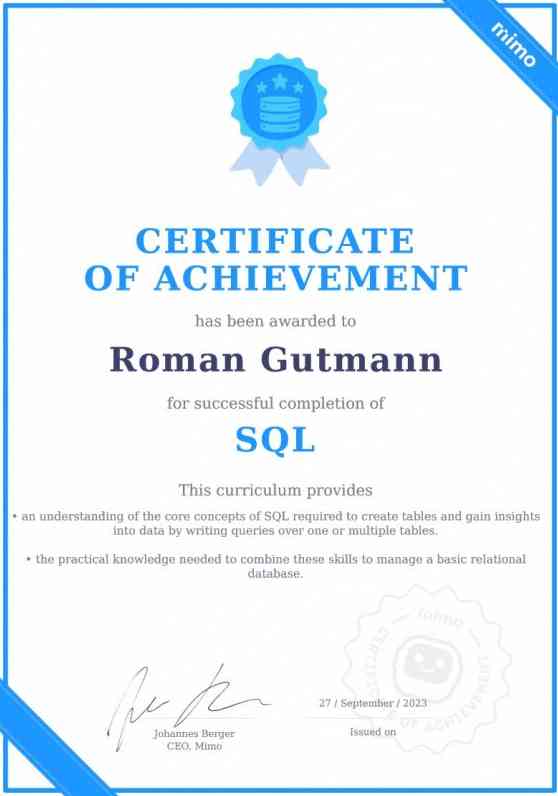 mimo
CERTIFICATE
OF ACHIEVEMENT
has been awarded to
Roman Gutmann
for successful completion of
SQL
This curriculum provides
• an understanding of the core concepts of SQL required to create tables and gain insights
into data by writing queries over one or multiple tables.
• the practical knowledge needed to combine these skills to manage a basic relational
database.
mimo
CERTIFICATE OF ACHIEVEMENT
27 / September / 2023
Johannes Berger
CEO, Mimo
Issued on